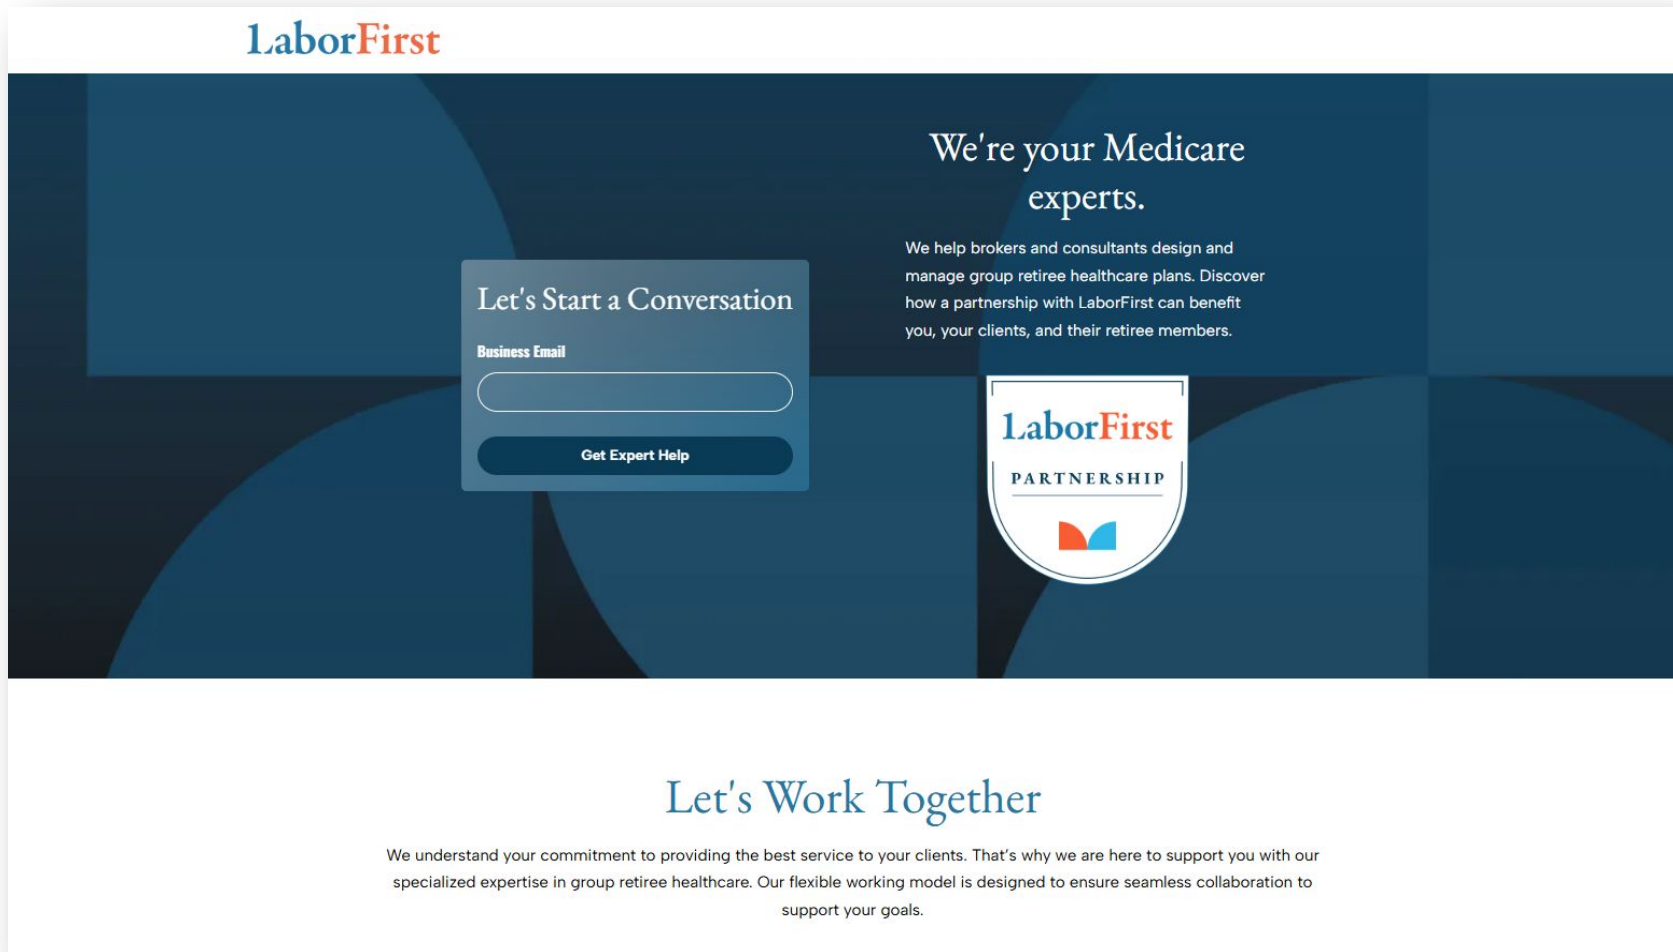 LaborFirst
Let's Start a Conversation
Business Email
Get Expert Help
We're your Medicare
experts.
We help brokers and consultants design and
manage group retiree healthcare plans. Discover
how a partnership with LaborFirst can benefit
you, your clients, and their retiree members.
LaborFirst
PARTNERSHIP
Let's Work Together
We understand your commitment to providing the best service to your clients. That’s why we are here to support you with our
specialized expertise in group retiree healthcare. Our flexible working model is designed to ensure seamless collaboration to
support your goals.